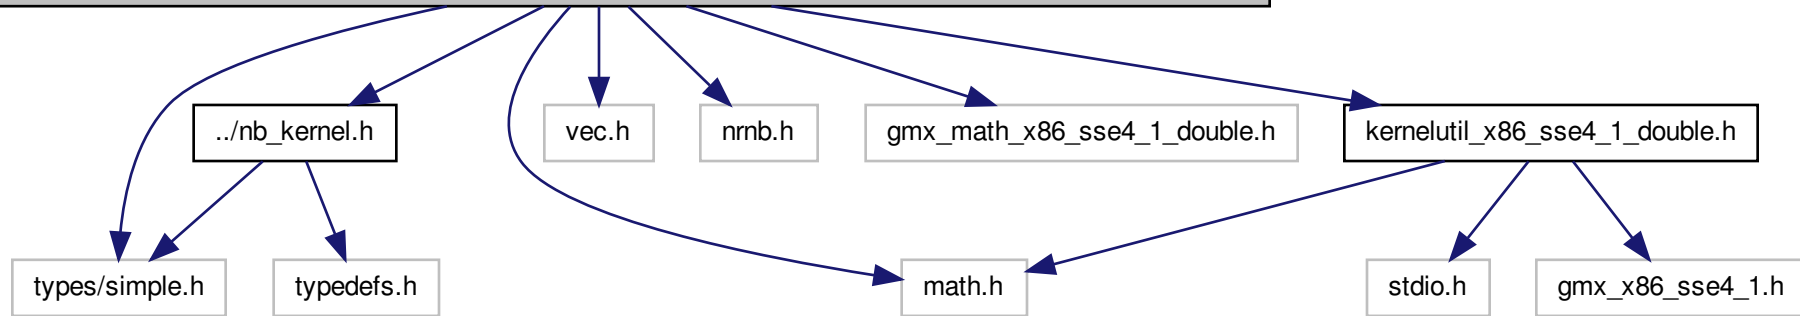 ../nb_kernel.h
vec.h
nrnb.h
gmx_math_x86_sse4_1_double.h
kernelutil_x86_sse4_1_double.h
types/simple.h
typedefs.h
math.h
stdio.h
gmx_x86_sse4_1.h